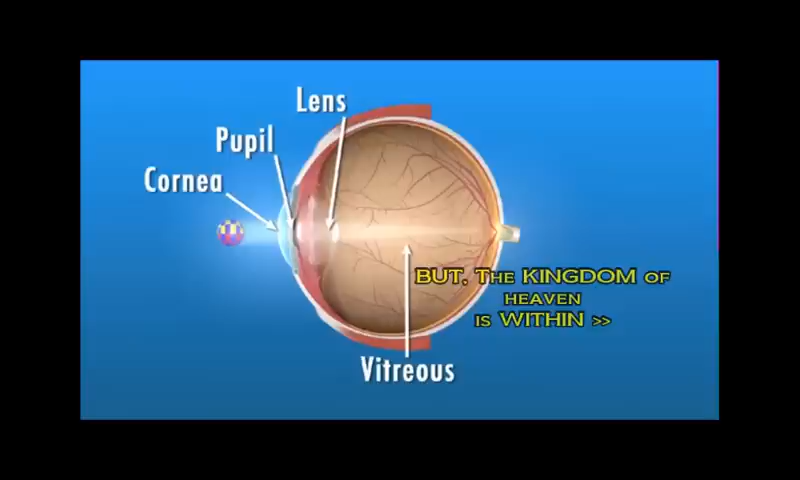 Lens
Pupil
Cornea
BUT, THE KINGDOM OF
HEAVEN
IS WITHIN >>
Vitreous